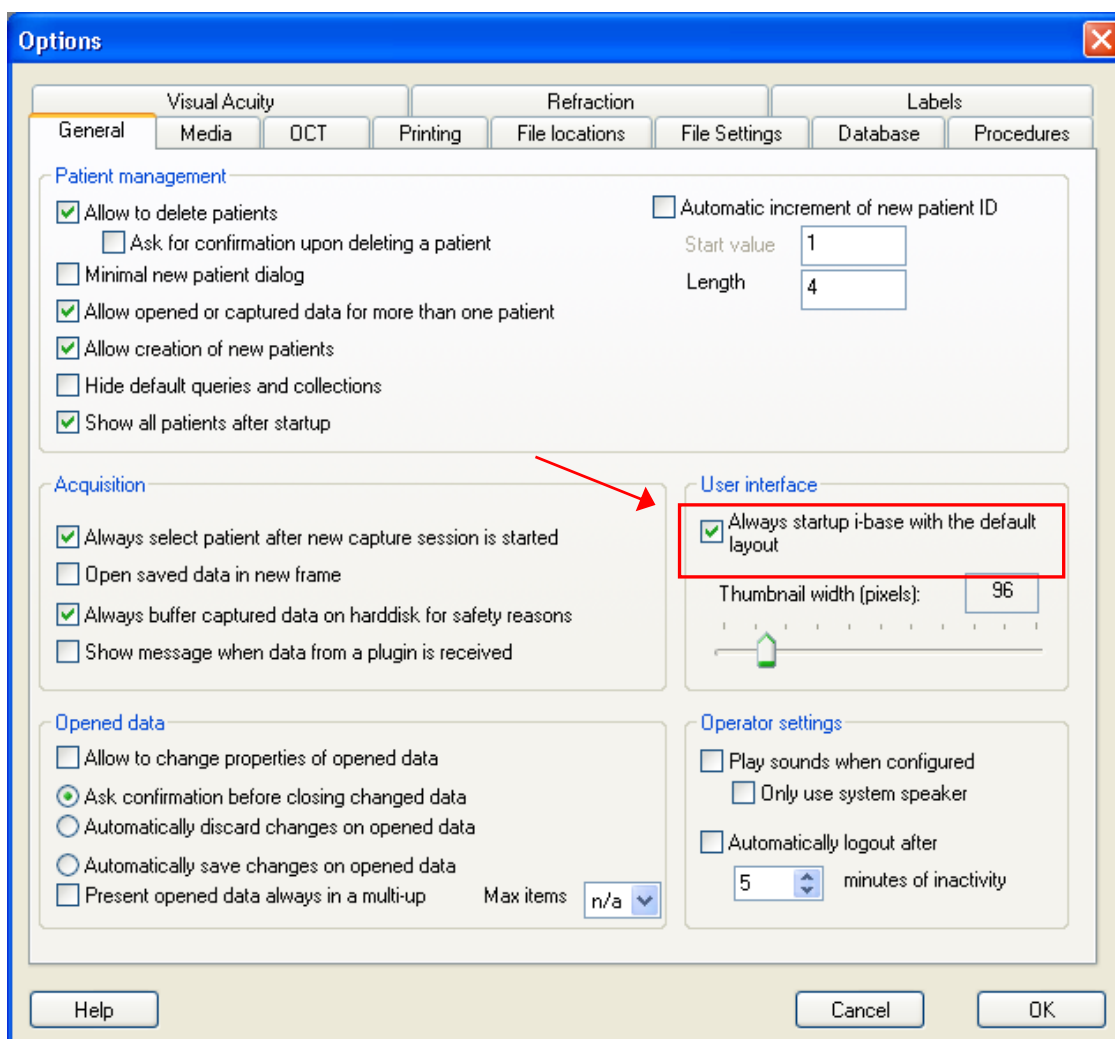 Options
Visual Acuity
Refraction
Labels
General
Media
OCT
Printing
File locations
File Settings
Database
Procedures
Patient management
Allow to delete patients
Ask for confirmation upon deleting a patient
Minimal new patient dialog
Allow opened or captured data for more than one patient
Allow creation of new patients
Hide default queries and collections
Show all patients after startup
Automatic increment of new patient ID
Start value
1
Length
4
Acquisition
Always select patient after new capture session is started
Open saved data in new frame
Always buffer captured data on harddisk for safety reasons
Show message when data from a plugin is received
User interface
Always startup i-base with the default
layout
Thumbnail width (pixels):
96
Opened data
Allow to change properties of opened data
Ask confirmation before closing changed data
Automatically discard changes on opened data
Automatically save changes on opened data
Present opened data always in a multi-up
Max items
n/a
Operator settings
Play sounds when configured
Only use system speaker
Automatically logout after
5
minutes of inactivity
Help
Cancel
OK